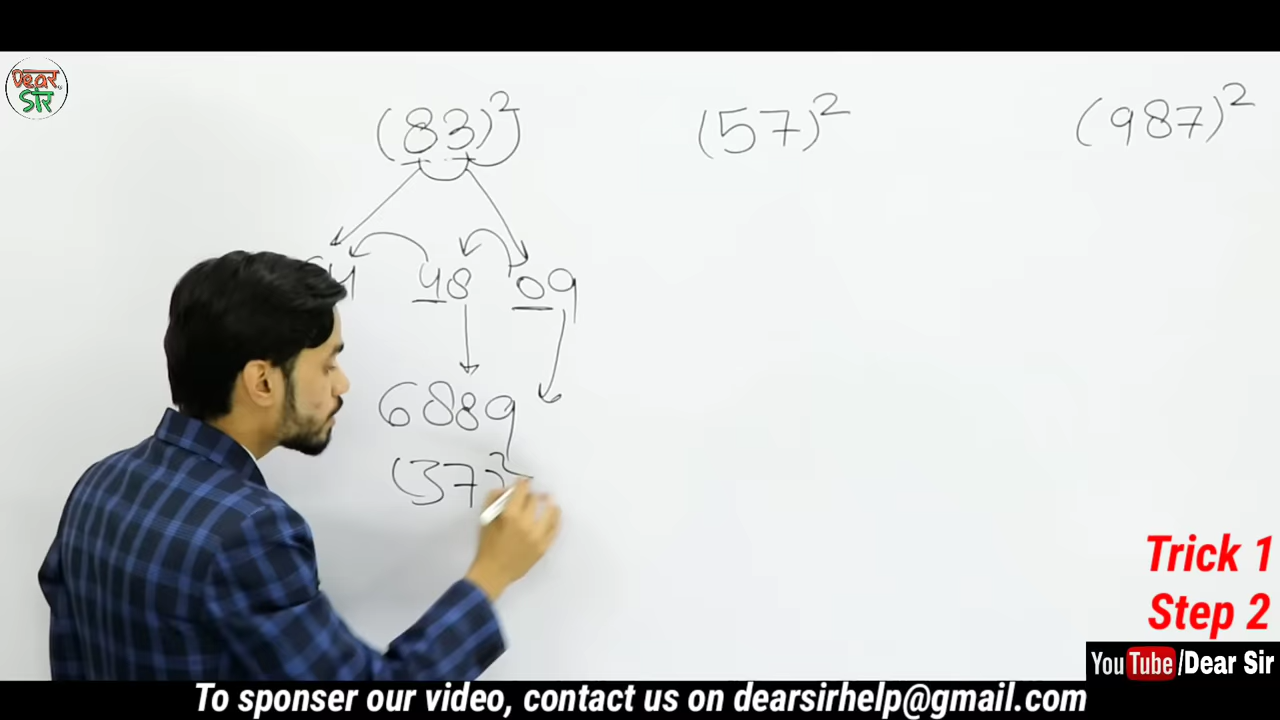 Dear
Sir
(83)²
(57)²
(987)²
64 48 09
6889
(37)²
Trick 1
Step 2
YouTube/Dear Sir
To sponser our video, contact us on dearsirhelp@gmail.com